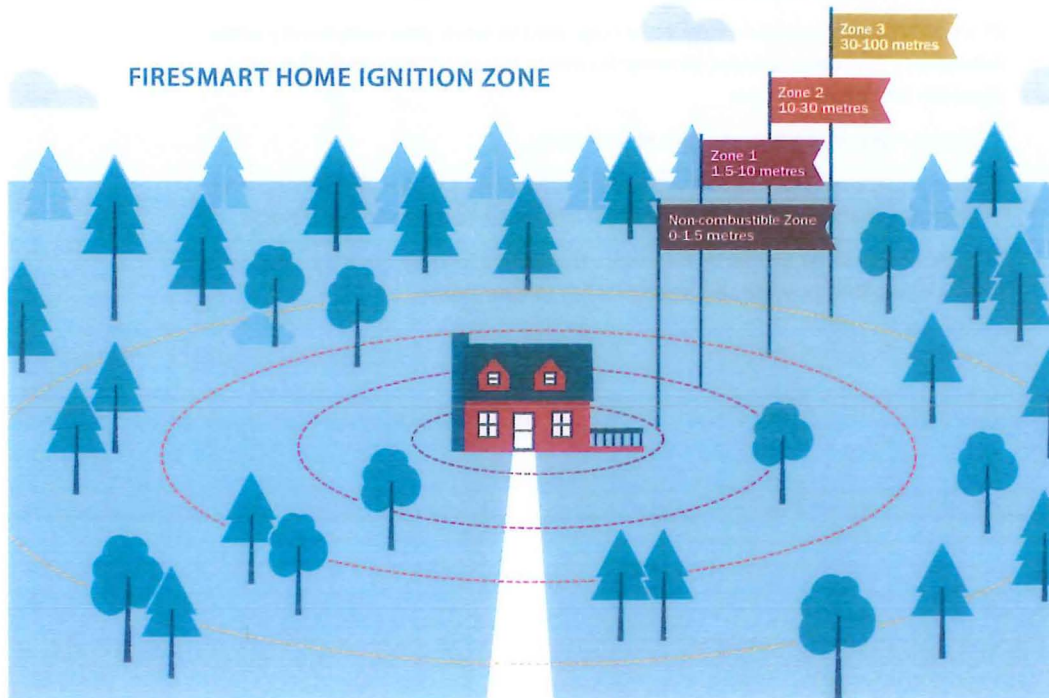 FIRESMART HOME IGNITION ZONE
Zone 3
30-100 metres
Zone 2
10-30 metres
Zone 1
1.5-10 metres
Non-combustible Zone
0-1.5 metres